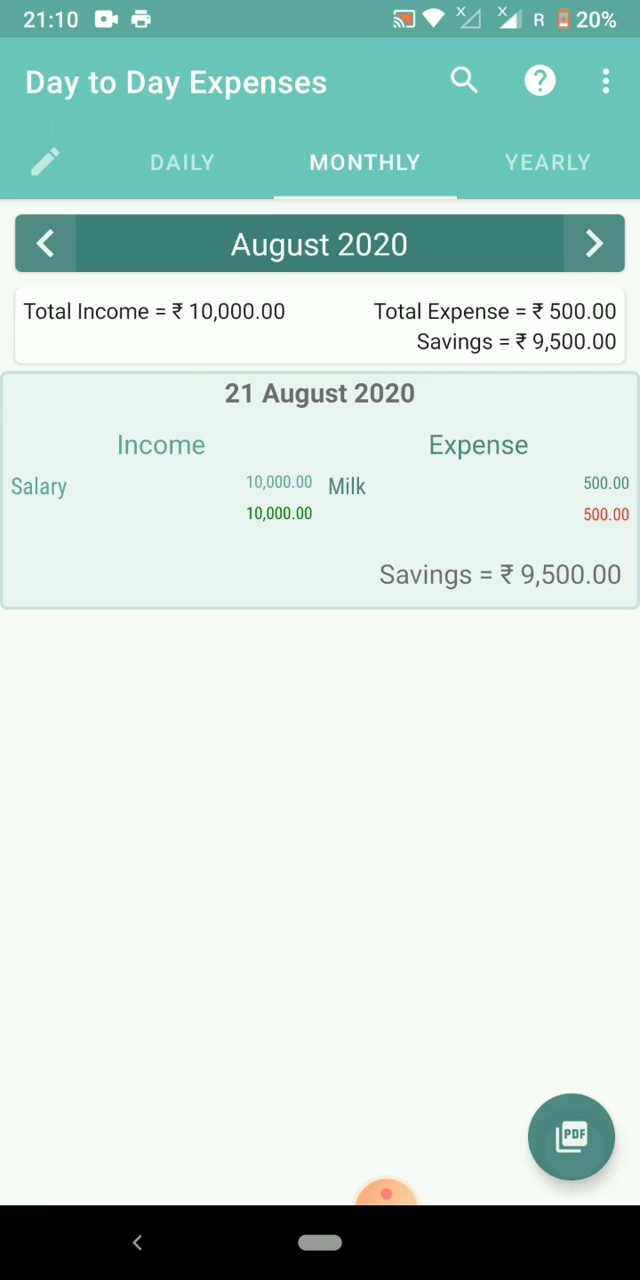 21:10 R 20%
Day to Day Expenses
DAILY MONTHLY YEARLY
August 2020
Total Income = ₹ 10,000.00 Total Expense = ₹ 500.00
Savings = ₹ 9,500.00
21 August 2020
Income Expense
Salary 10,000.00 Milk 500.00
10,000.00 500.00
Savings = ₹ 9,500.00
PDF